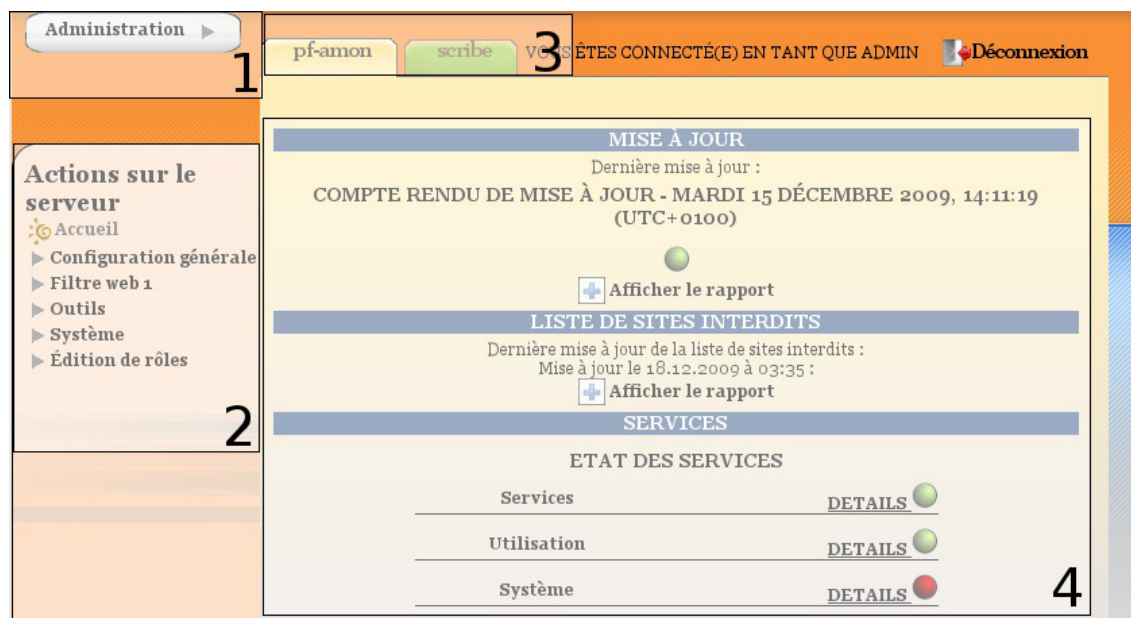 Administration
1
pf-amon
scribe
3
VOUS ÊTES CONNECTÉ(E) EN TANT QUE ADMIN
Déconnexion
Actions sur le
serveur
Accueil
Configuration générale
Filtre web 1
Outils
Système
Édition de rôles
2
MISE À JOUR
Dernière mise à jour :
COMPTE RENDU DE MISE À JOUR - MARDI 15 DÉCEMBRE 2009, 14:11:19
(UTC+0100)
Afficher le rapport
LISTE DE SITES INTERDITS
Dernière mise à jour de la liste de sites interdits :
Mise à jour le 18.12.2009 à 03:35 :
Afficher le rapport
SERVICES
ETAT DES SERVICES
Services DETAILS
Utilisation DETAILS
Système DETAILS
4